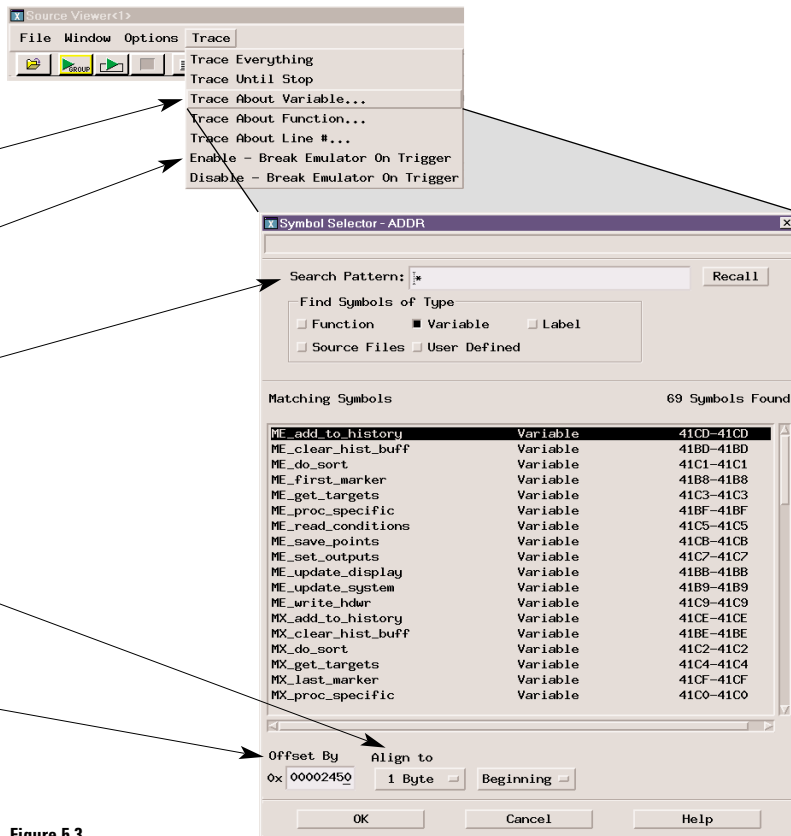 Source Viewer<1>
File Window Options Trace
GROUP
Trace Everything
Trace Until Stop
Trace About Variable...
Trace About Function...
Trace About Line #...
Enable - Break Emulator On Trigger
Disable - Break Emulator On Trigger
Symbol Selector - ADDR
Search Pattern: * Recall
Find Symbols of Type
Function Variable Label
Source Files User Defined
Matching Symbols 69 Symbols Found
ME_add_to_history Variable 41CD-41CD
ME_clear_hist_buff Variable 41BD-41BD
ME_do_sort Variable 41C1-41C1
ME_first_marker Variable 41B8-41B8
ME_get_targets Variable 41C3-41C3
ME_proc_specific Variable 41BF-41BF
ME_read_conditions Variable 41C5-41C5
ME_save_points Variable 41CB-41CB
ME_set_outputs Variable 41C7-41C7
ME_update_display Variable 41BB-41BB
ME_update_system Variable 41B9-41B9
ME_write_hdwr Variable 41C9-41C9
MX_add_to_history Variable 41CE-41CE
MX_clear_hist_buff Variable 41BE-41BE
MX_do_sort Variable 41C2-41C2
MX_get_targets Variable 41C4-41C4
MX_last_marker Variable 41CF-41CF
MX_proc_specific Variable 41C0-41C0
Offset By Align to
0x 00002450 1 Byte Beginning
OK Cancel Help
Figure 5.3